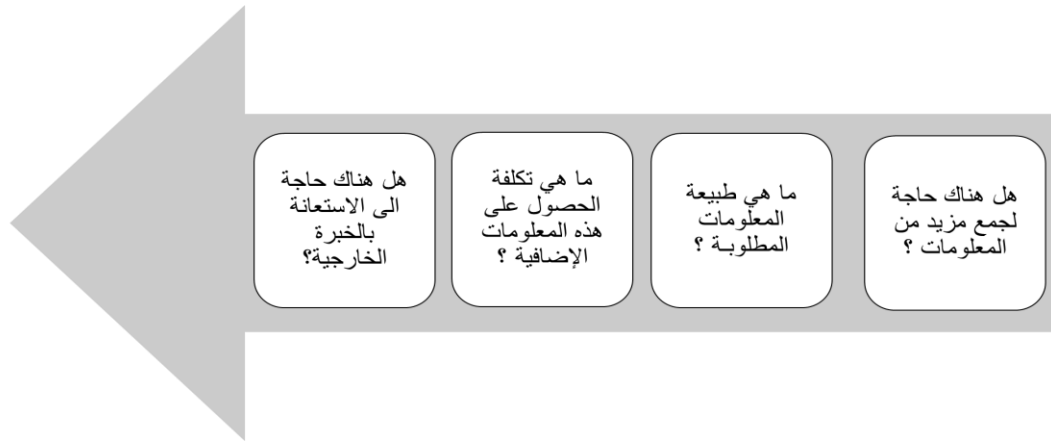 هل هناك حاجة
لجمع مزيد من
المعلومات ؟
ما هي طبيعة
المعلومات
المطلوبـة ؟
ما هي تكلفة
الحصول على
هذه المعلومات
الإضافية ؟
هل هناك حاجة
الى الاستعانة
بالخبرة
الخارجية؟